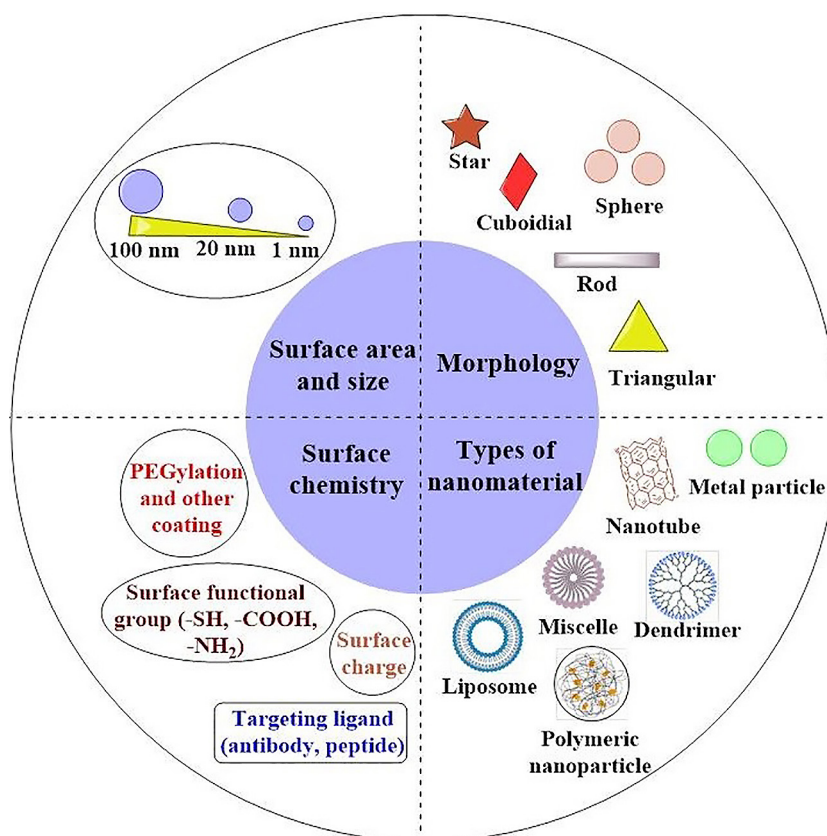 Star
Cuboidial
Sphere
100 nm 20 nm 1 nm
Rod
Surface area
and size
Morphology
Triangular
Surface
chemistry
Types of
nanomaterial
PEGylation
and other
coating
Metal particle
Nanotube
Surface functional
group (-SH, -COOH,
-NH₂)
Surface
charge
Miscelle
Dendrimer
Liposome
Targeting ligand
(antibody, peptide)
Polymeric
nanoparticle